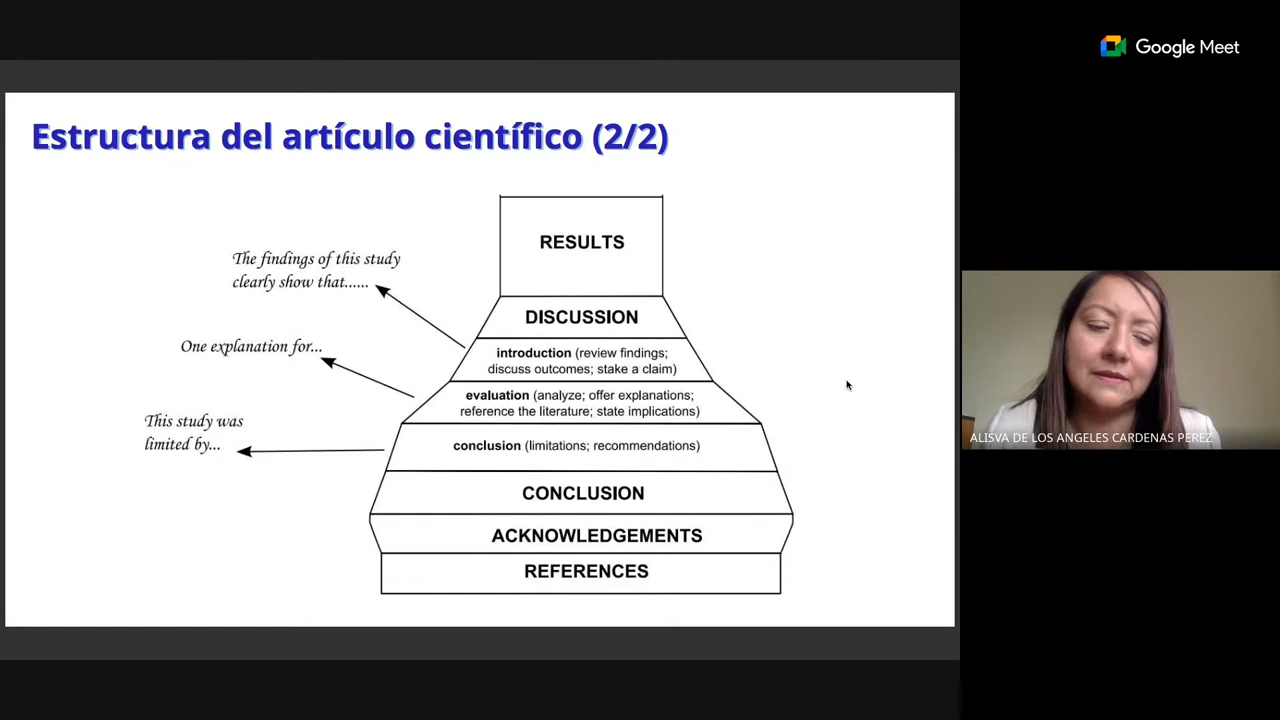 Google Meet
Estructura del artículo científico (2/2)
RESULTS
The findings of this study
clearly show that......
DISCUSSION
One explanation for...
introduction (review findings;
discuss outcomes; stake a claim)
evaluation (analyze; offer explanations;
reference the literature; state implications)
This study was
limited by...
conclusion (limitations; recommendations)
CONCLUSION
ACKNOWLEDGEMENTS
REFERENCES
ALISVA DE LOS ANGELES CARDENAS PEREZ